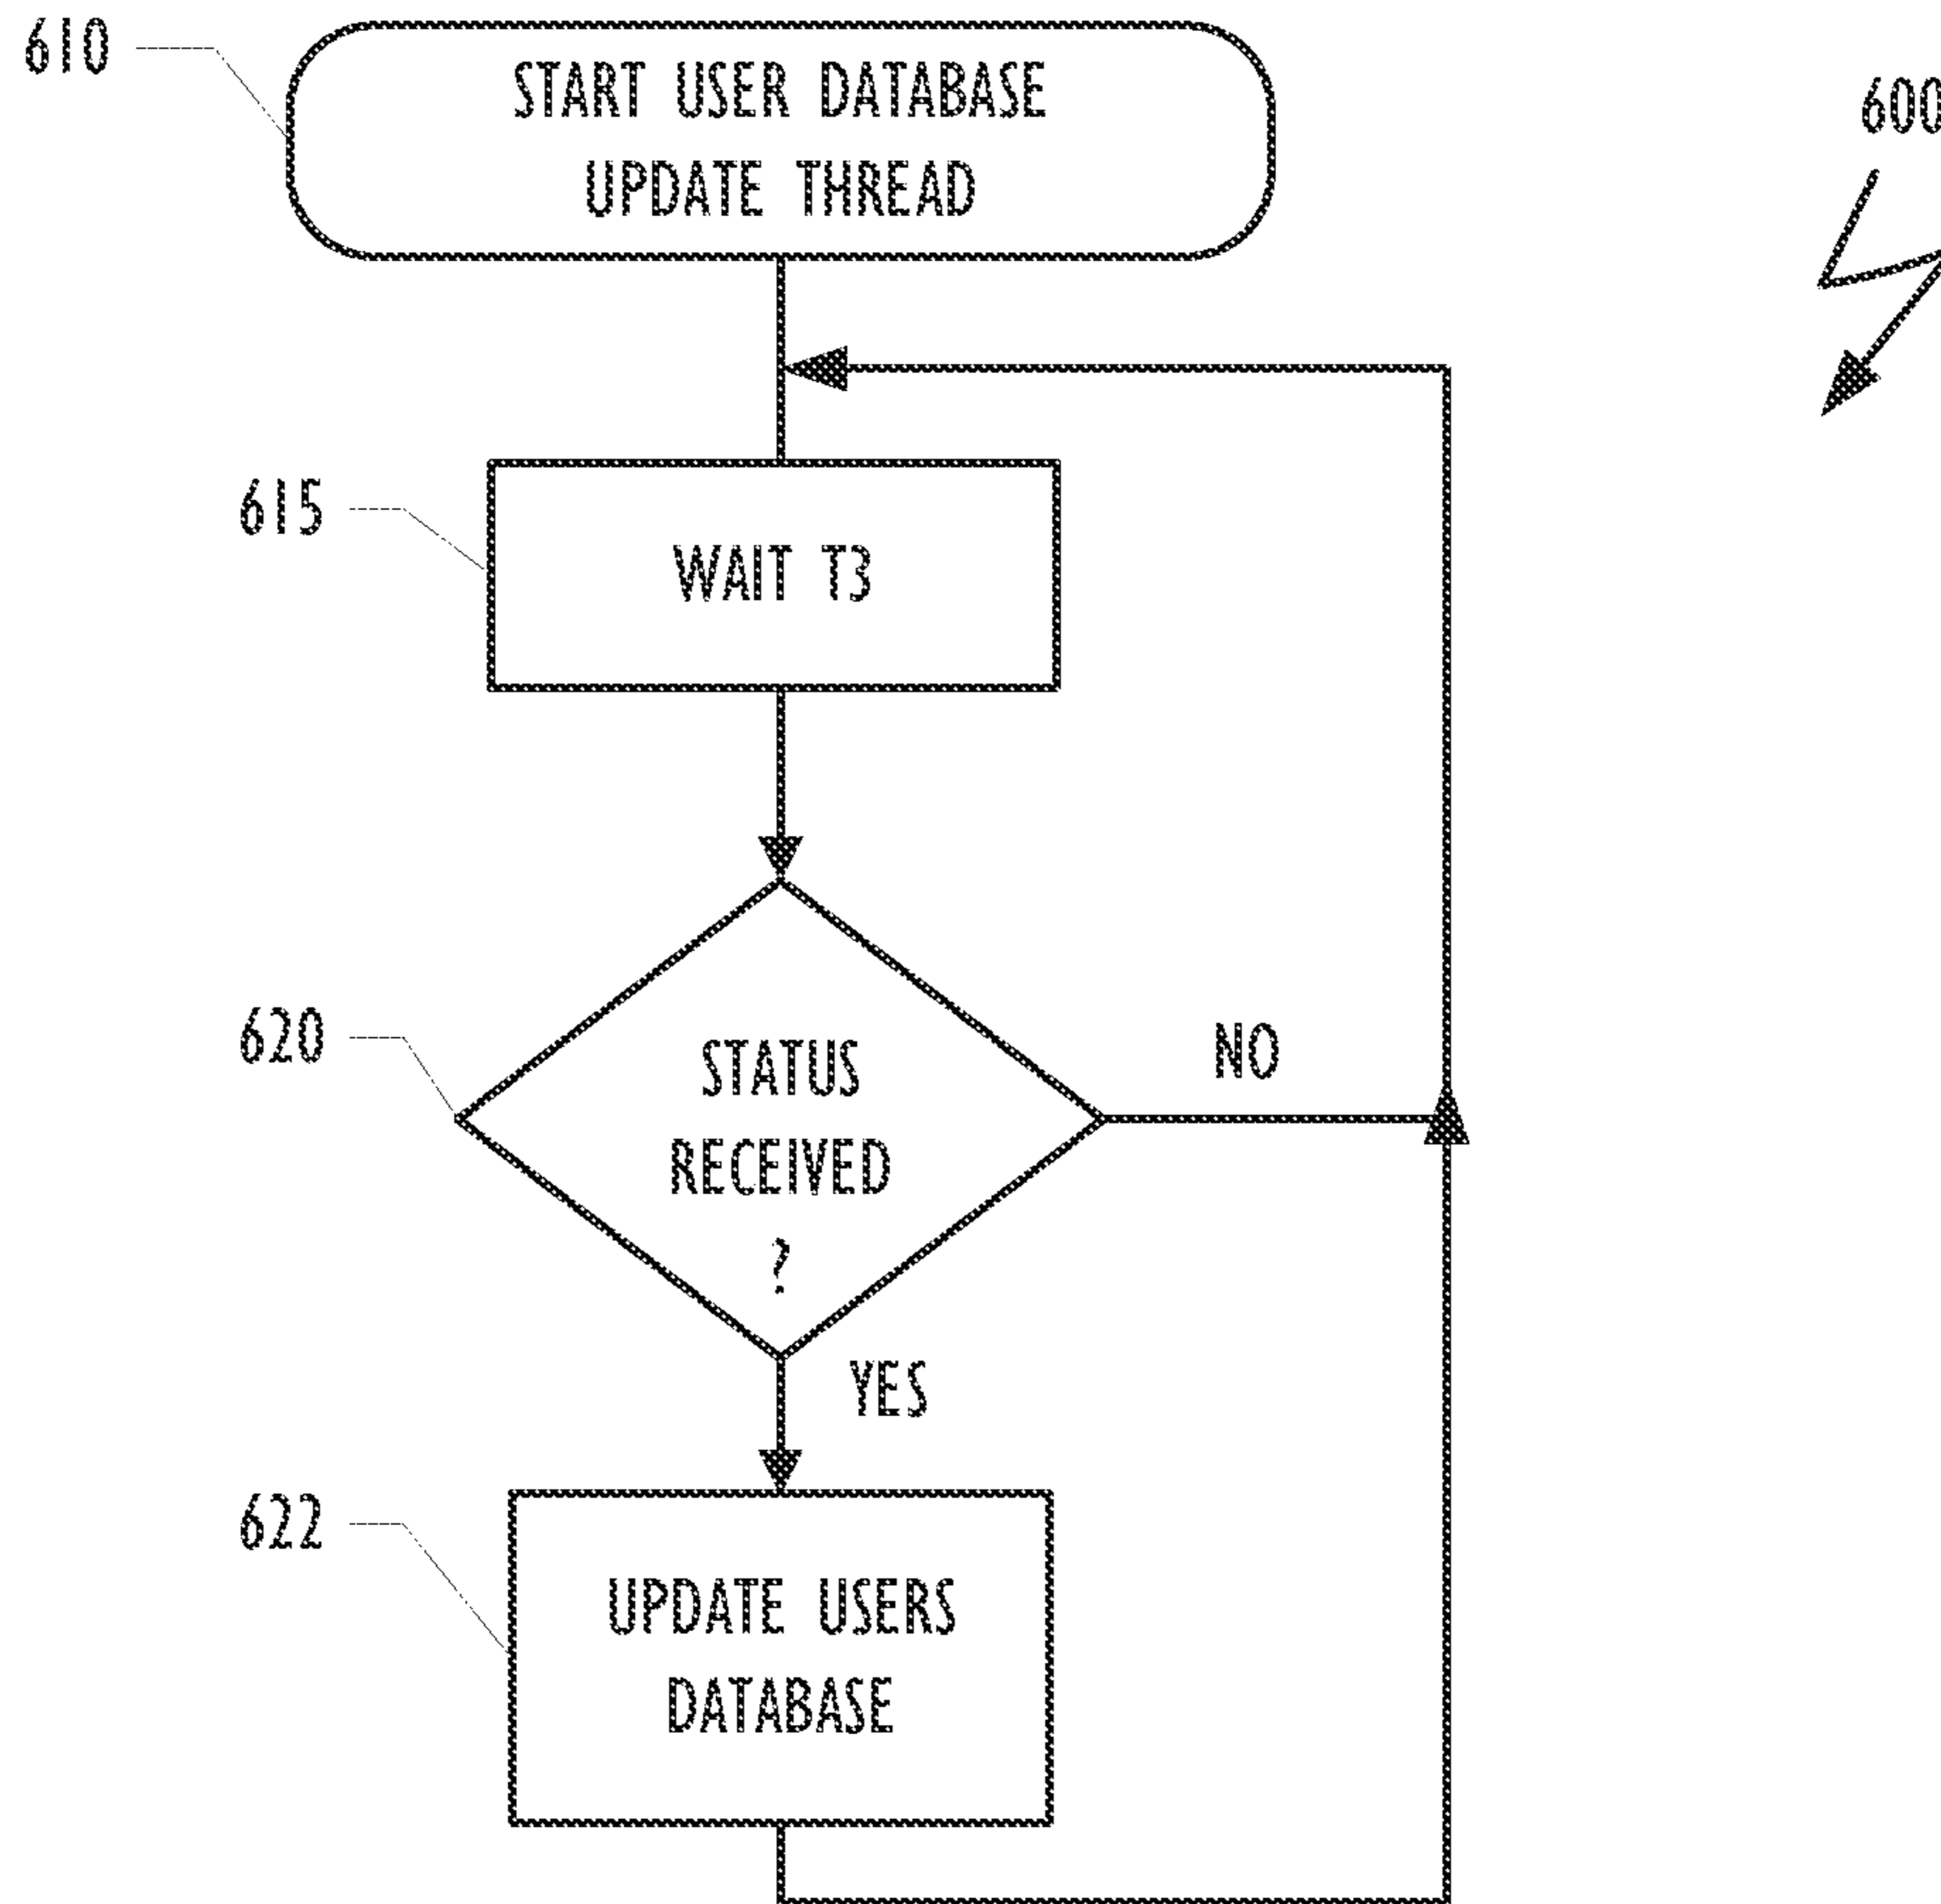 610
START USER DATABASE
UPDATE THREAD
600
615
WAIT T3
620
STATUS
RECEIVED
?
NO
YES
622
UPDATE USERS
DATABASE